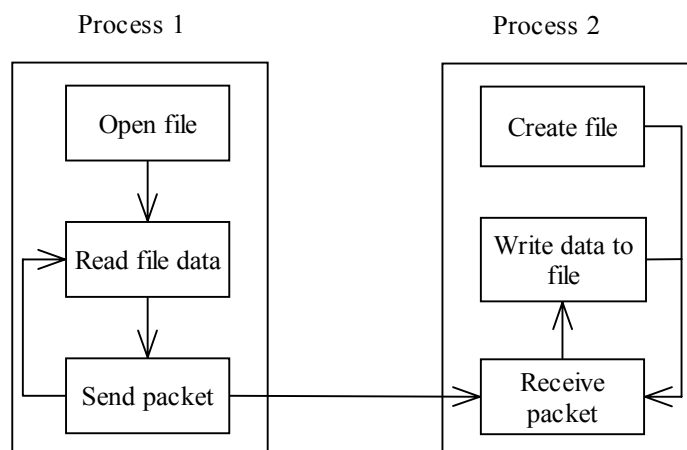 Process 1
Process 2
Open file
Create file
Read file data
Write data to
file
Send packet
Receive
packet